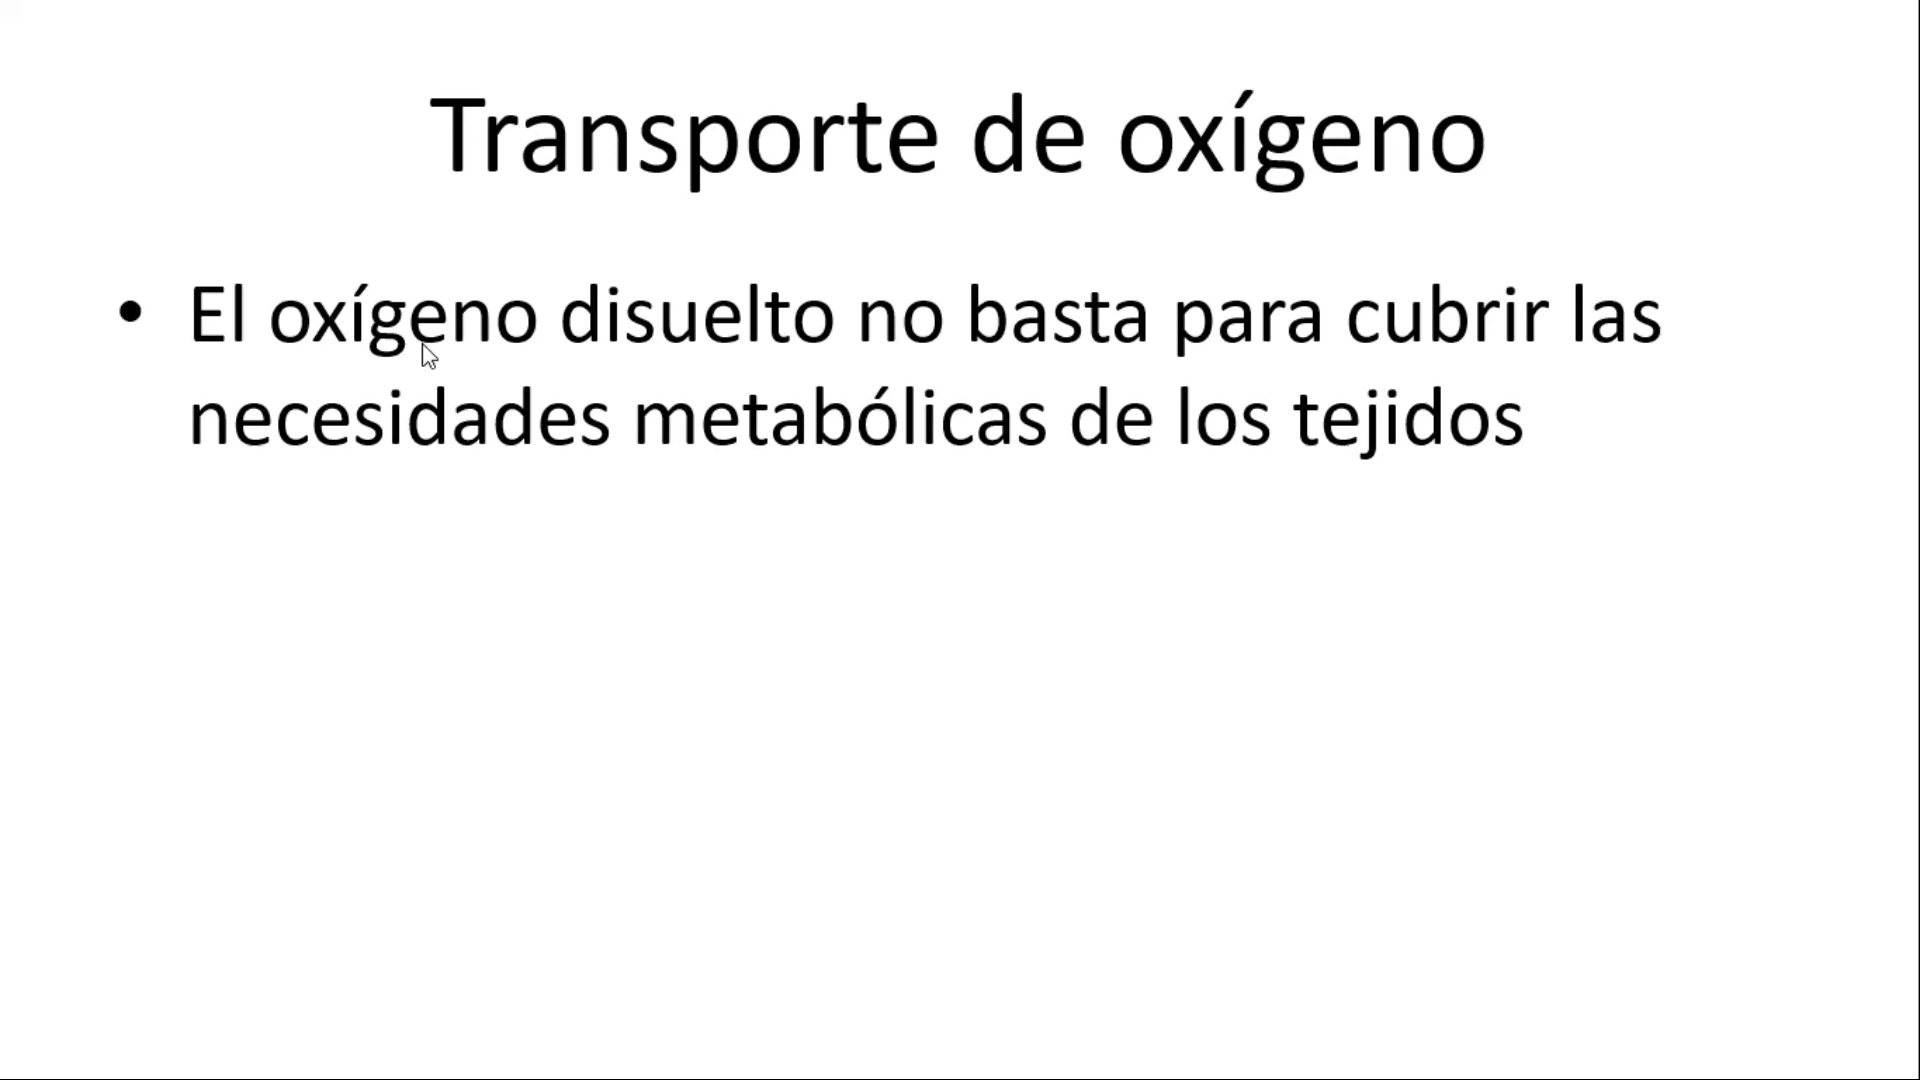 Transporte de oxígeno
• El oxígeno disuelto no basta para cubrir las
necesidades metabólicas de los tejidos